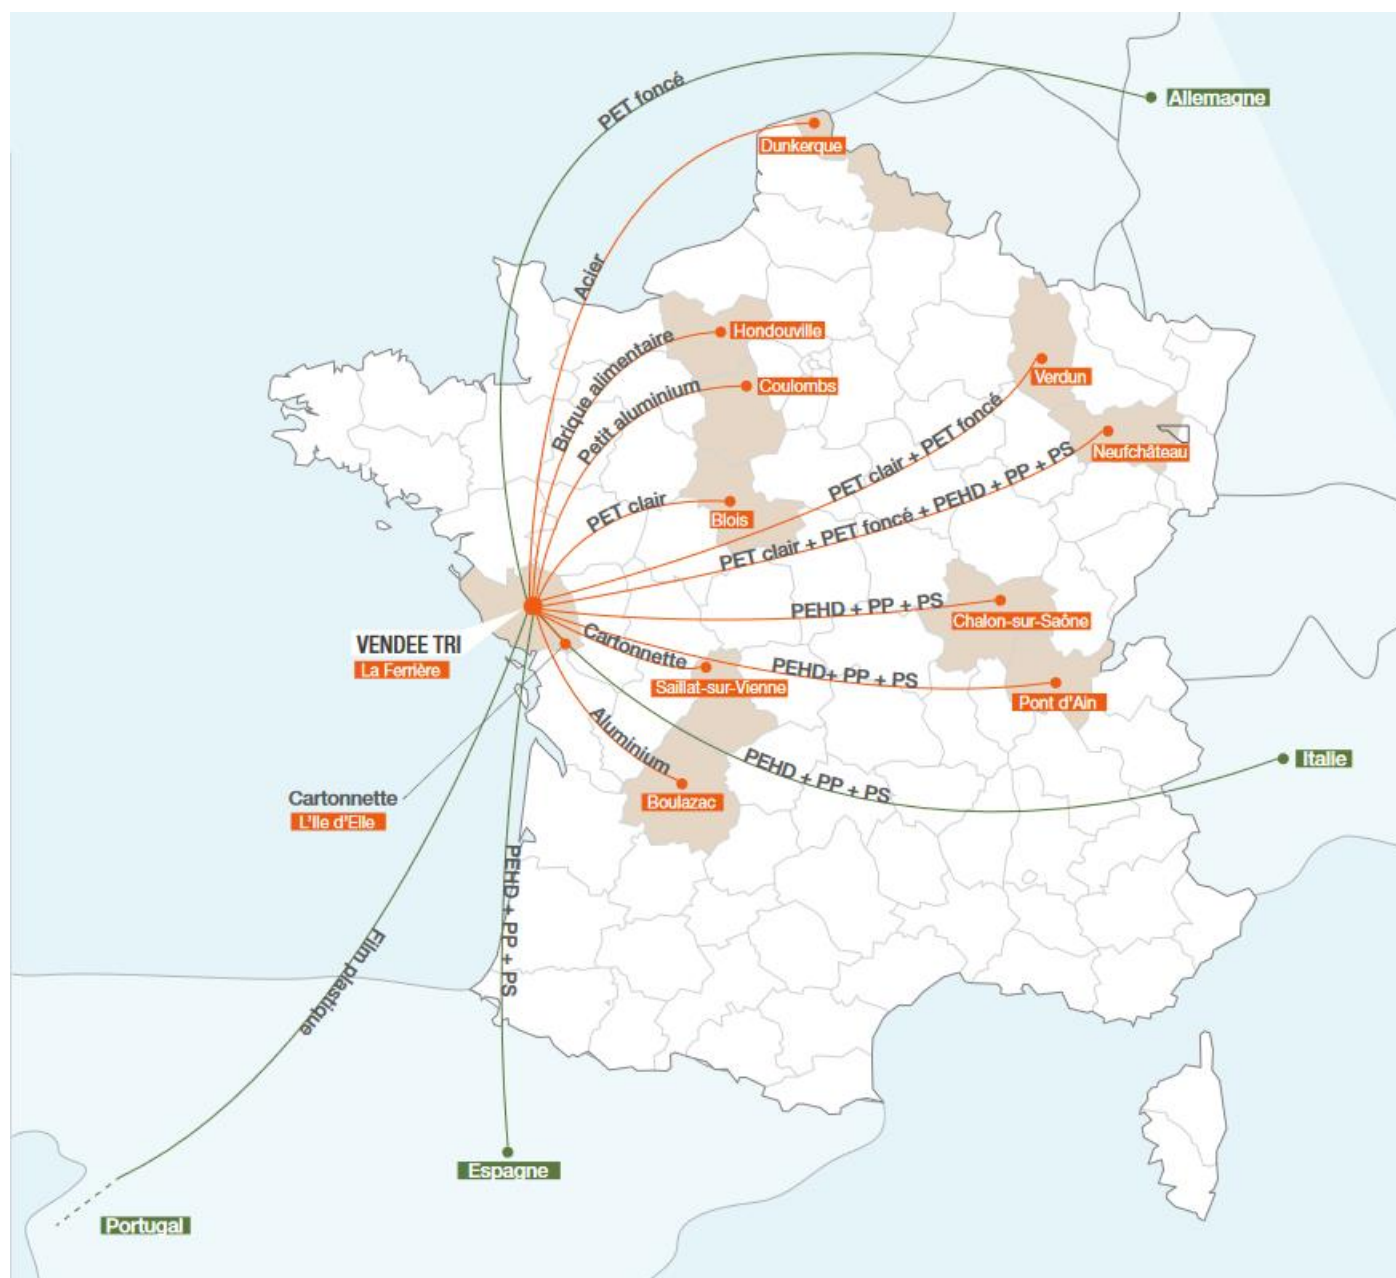 PET foncé
Allemagne
Dunkerque
Acier
Brique alimentaire
Hondouville
Petit aluminium
Coulombs
PET clair + PET foncé
Verdun
PET clair + PET foncé + PEHD + PP + PS
Neufchâteau
PET clair
Blois
PEHD + PP + PS
Chalon-sur-Saône
VENDEE TRI
La Ferrière
Cartonnette
Saillat-sur-Vienne
PEHD+ PP + PS
Pont d'Ain
Aluminium
Boulazac
PEHD + PP + PS
Italie
Cartonnette
L'Ile d'Elle
PEHD + PP + PS
Film plastique
Espagne
Portugal